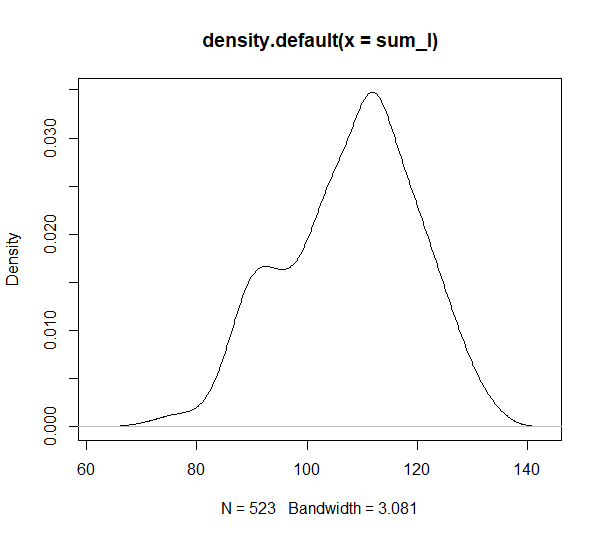 density.default(x = sum_l)
Density
0.030
0.020
0.010
0.000
60 80 100 120 140
N = 523 Bandwidth = 3.081